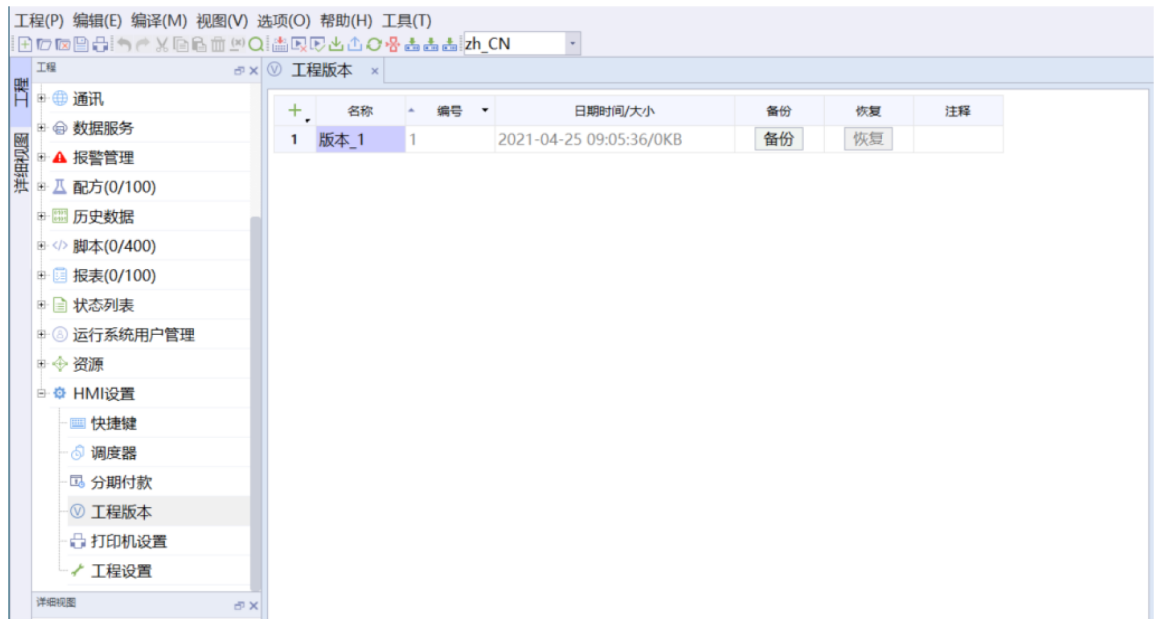 工程(P) 编辑(E) 编译(M) 视图(V) 选项(O) 帮助(H) 工具(T)
zh_CN
工程
详细视图
工程
通讯
数据服务
报警管理
配方(0/100)
历史数据
脚本(0/400)
报表(0/100)
状态列表
运行系统用户管理
资源
HMI设置
快捷键
调度器
分期付款
工程版本
打印机设置
工程设置
详细视图
工程版本
名称 编号 日期时间/大小 备份 恢复 注释
1 版本_1 1 2021-04-25 09:05:36/0KB 备份 恢复